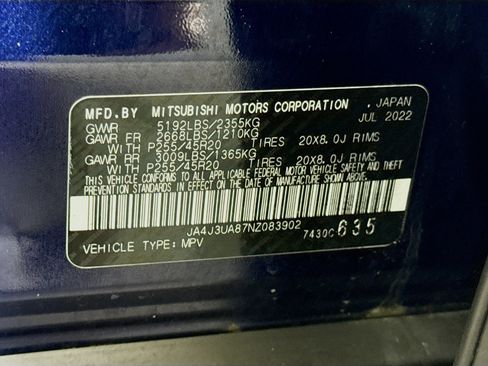 MFD.BY MITSUBISHI MOTORS CORPORATION . JAPAN
GVWR 5192LBS/2355KG JUL 2022
GAWR FR 2668LBS/1210KG
WITH P255/45R20 TIRES 20X8.0J RIMS
GAWR RR 3009LBS/1365KG
WITH P255/45R20 TIRES 20X8.0J RIMS
THIS VEHICLE CONFORMS TO ALL APPLICABLE FEDERAL MOTOR VEHICLE SAFETY AND THEFT
PREVENTION STANDARDS IN EFFECT ON THE DATE OF MANUFACTURE SHOWN ABOVE.
JA4J3UA87NZ083902
VEHICLE TYPE: MPV 7430C 635